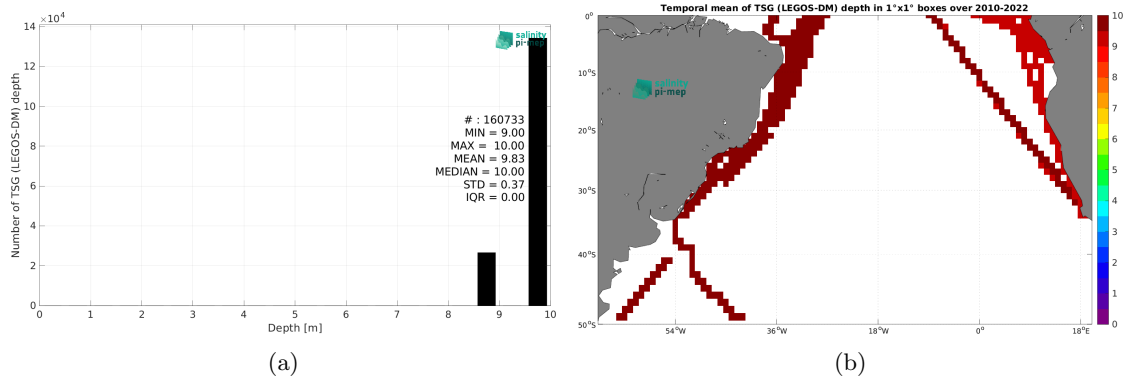 ×10⁴
14
12
10
8
6
4
2
0
Number of TSG (LEGOS-DM) depth
salinity
pi-mep
# : 160733
MIN = 9.00
MAX = 10.00
MEAN = 9.83
MEDIAN = 10.00
STD = 0.37
IQR = 0.00
0 1 2 3 4 5 6 7 8 9 10
Depth [m]
(a)
Temporal mean of TSG (LEGOS-DM) depth in 1°x1° boxes over 2010-2022
0°
10°S
20°S
30°S
40°S
50°S
salinity
pi-mep
54°W 36°W 18°W 0° 18°E
10
9
8
7
6
5
4
3
2
1
0
(b)